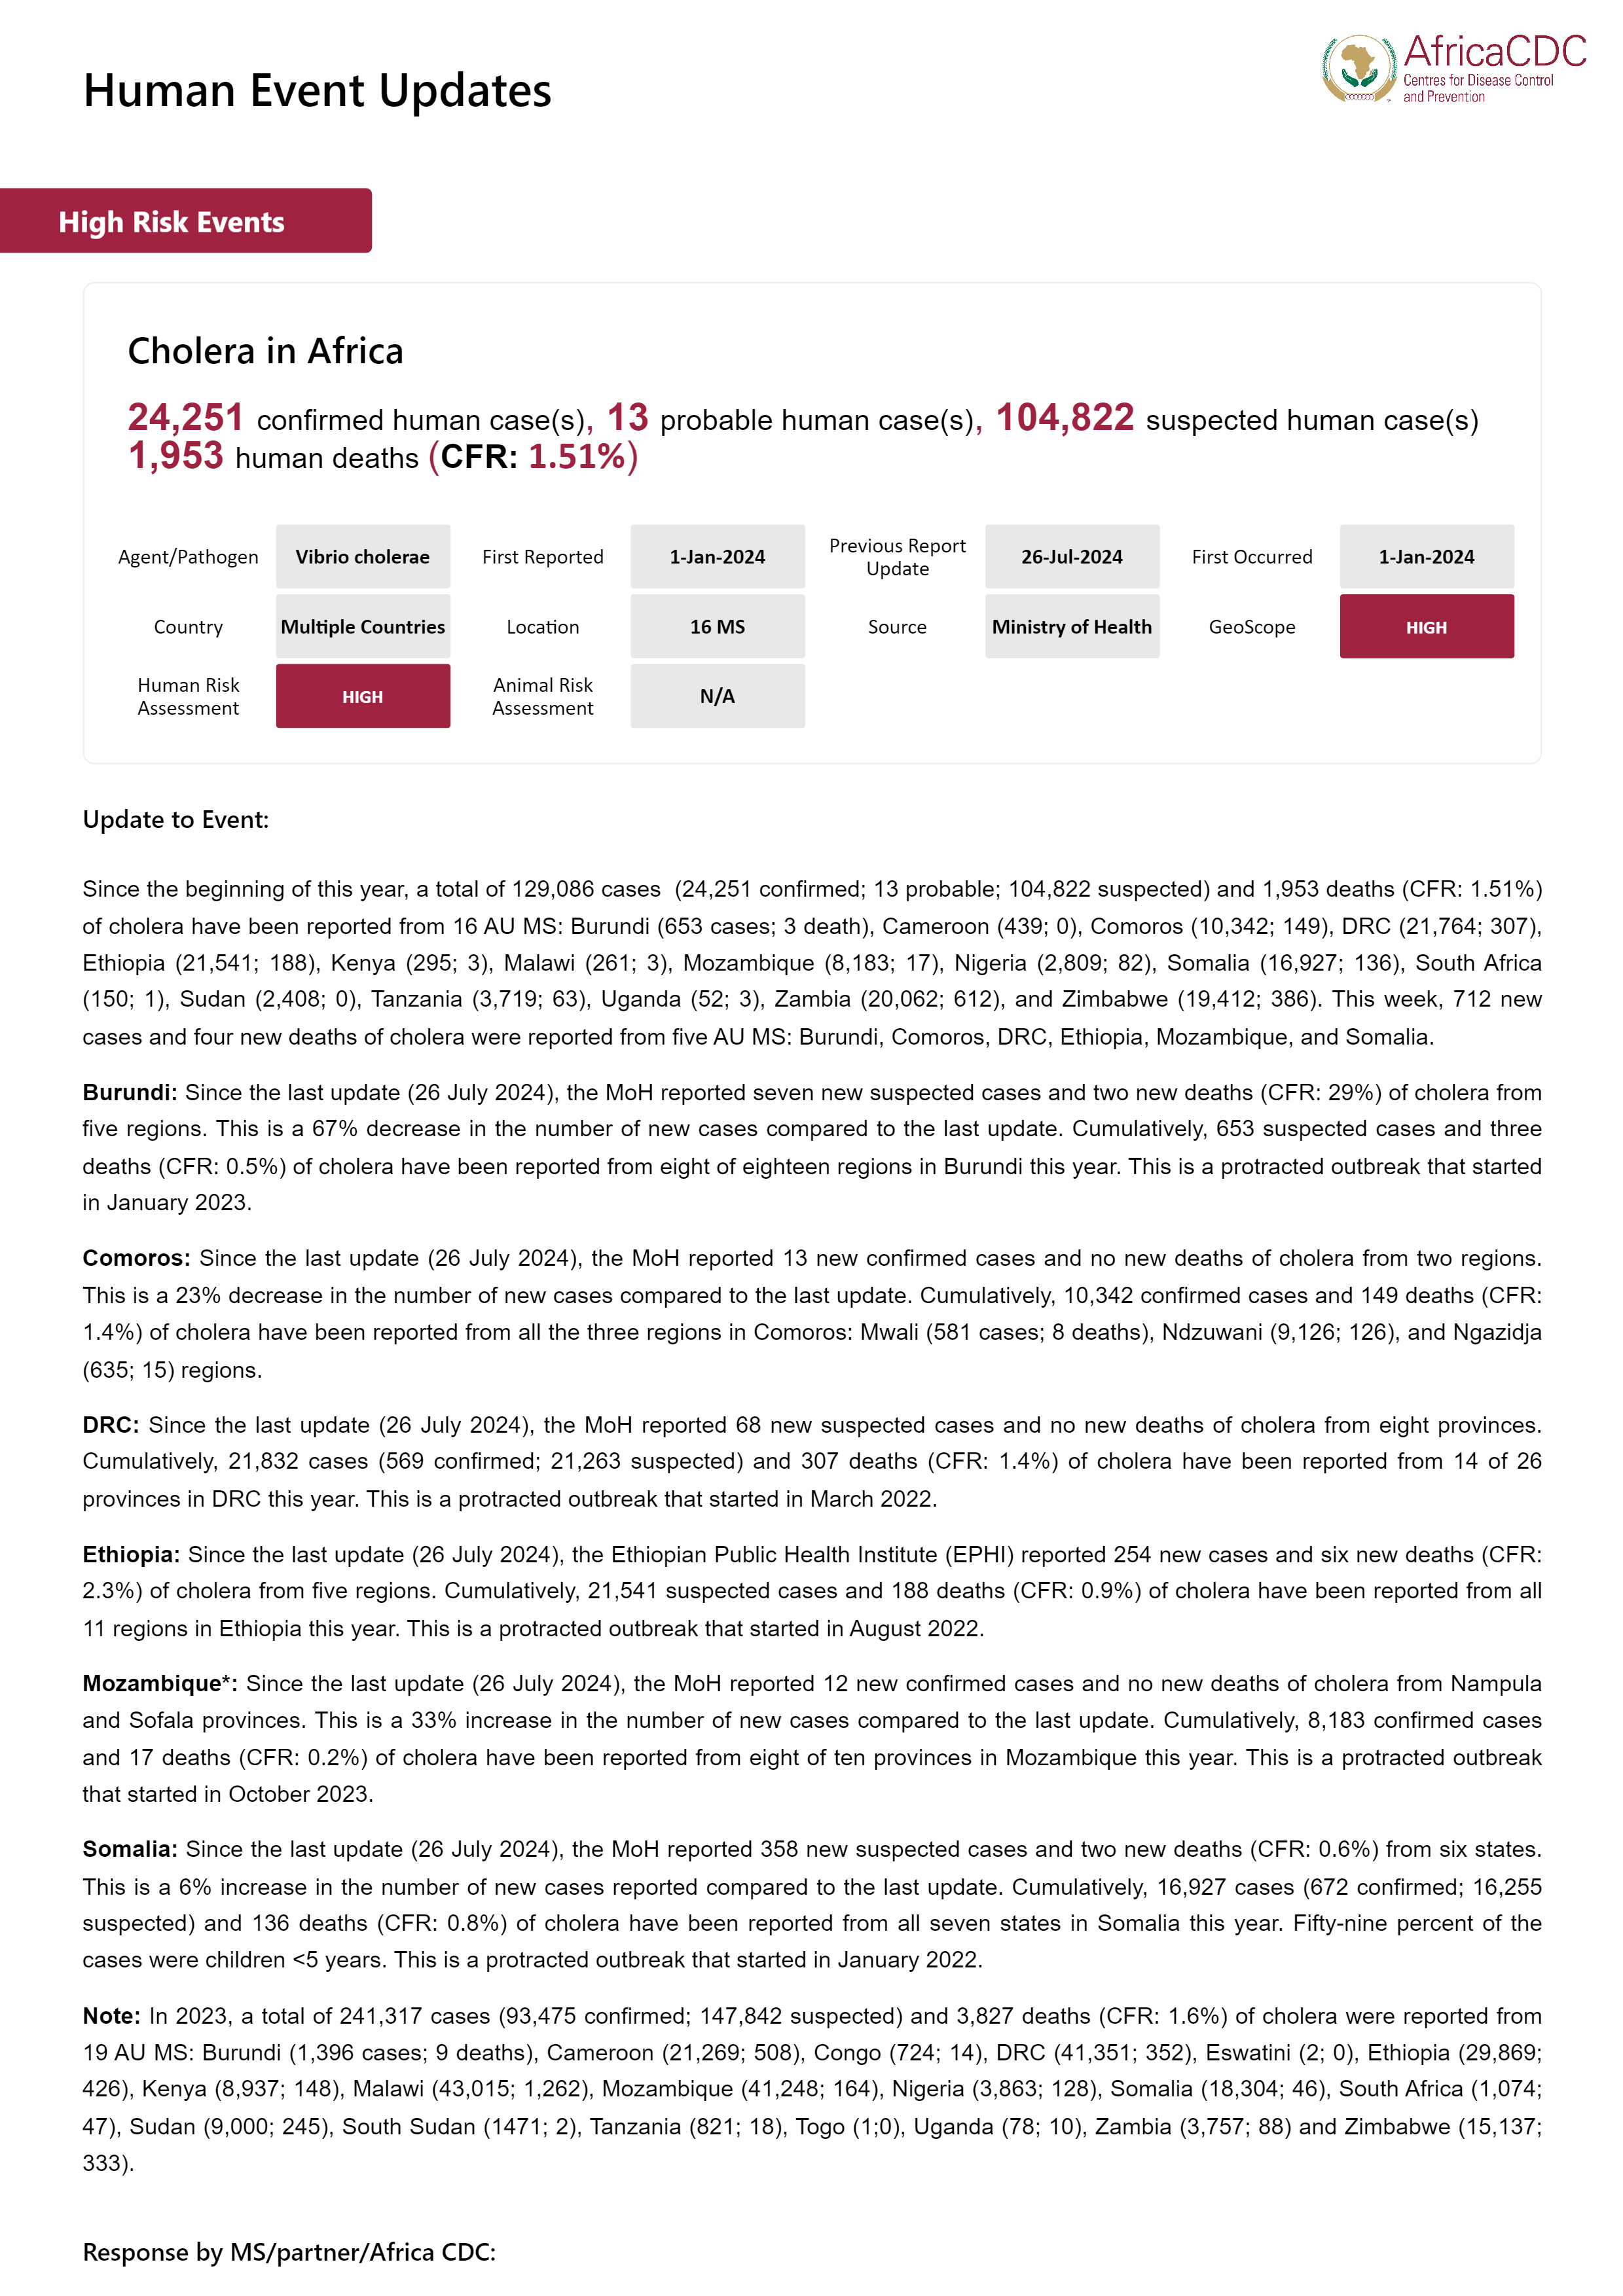 Human Event Updates
AfricaCDC
Centres for Disease Control
and Prevention
High Risk Events
Cholera in Africa
24,251 confirmed human case(s), 13 probable human case(s), 104,822 suspected human case(s)
1,953 human deaths (CFR: 1.51%)
Agent/Pathogen Vibrio cholerae First Reported 1-Jan-2024 Previous Report Update 26-Jul-2024 First Occurred 1-Jan-2024
Country Multiple Countries Location 16 MS Source Ministry of Health GeoScope HIGH
Human Risk Assessment HIGH Animal Risk Assessment N/A
Update to Event:
Since the beginning of this year, a total of 129,086 cases (24,251 confirmed; 13 probable; 104,822 suspected) and 1,953 deaths (CFR: 1.51%)
of cholera have been reported from 16 AU MS: Burundi (653 cases; 3 death), Cameroon (439; 0), Comoros (10,342; 149), DRC (21,764; 307),
Ethiopia (21,541; 188), Kenya (295; 3), Malawi (261; 3), Mozambique (8,183; 17), Nigeria (2,809; 82), Somalia (16,927; 136), South Africa
(150; 1), Sudan (2,408; 0), Tanzania (3,719; 63), Uganda (52; 3), Zambia (20,062; 612), and Zimbabwe (19,412; 386). This week, 712 new
cases and four new deaths of cholera were reported from five AU MS: Burundi, Comoros, DRC, Ethiopia, Mozambique, and Somalia.
Burundi: Since the last update (26 July 2024), the MoH reported seven new suspected cases and two new deaths (CFR: 29%) of cholera from
five regions. This is a 67% decrease in the number of new cases compared to the last update. Cumulatively, 653 suspected cases and three
deaths (CFR: 0.5%) of cholera have been reported from eight of eighteen regions in Burundi this year. This is a protracted outbreak that started
in January 2023.
Comoros: Since the last update (26 July 2024), the MoH reported 13 new confirmed cases and no new deaths of cholera from two regions.
This is a 23% decrease in the number of new cases compared to the last update. Cumulatively, 10,342 confirmed cases and 149 deaths (CFR:
1.4%) of cholera have been reported from all the three regions in Comoros: Mwali (581 cases; 8 deaths), Ndzuwani (9,126; 126), and Ngazidja
(635; 15) regions.
DRC: Since the last update (26 July 2024), the MoH reported 68 new suspected cases and no new deaths of cholera from eight provinces.
Cumulatively, 21,832 cases (569 confirmed; 21,263 suspected) and 307 deaths (CFR: 1.4%) of cholera have been reported from 14 of 26
provinces in DRC this year. This is a protracted outbreak that started in March 2022.
Ethiopia: Since the last update (26 July 2024), the Ethiopian Public Health Institute (EPHI) reported 254 new cases and six new deaths (CFR:
2.3%) of cholera from five regions. Cumulatively, 21,541 suspected cases and 188 deaths (CFR: 0.9%) of cholera have been reported from all
11 regions in Ethiopia this year. This is a protracted outbreak that started in August 2022.
Mozambique*: Since the last update (26 July 2024), the MoH reported 12 new confirmed cases and no new deaths of cholera from Nampula
and Sofala provinces. This is a 33% increase in the number of new cases compared to the last update. Cumulatively, 8,183 confirmed cases
and 17 deaths (CFR: 0.2%) of cholera have been reported from eight of ten provinces in Mozambique this year. This is a protracted outbreak
that started in October 2023.
Somalia: Since the last update (26 July 2024), the MoH reported 358 new suspected cases and two new deaths (CFR: 0.6%) from six states.
This is a 6% increase in the number of new cases reported compared to the last update. Cumulatively, 16,927 cases (672 confirmed; 16,255
suspected) and 136 deaths (CFR: 0.8%) of cholera have been reported from all seven states in Somalia this year. Fifty-nine percent of the
cases were children <5 years. This is a protracted outbreak that started in January 2022.
Note: In 2023, a total of 241,317 cases (93,475 confirmed; 147,842 suspected) and 3,827 deaths (CFR: 1.6%) of cholera were reported from
19 AU MS: Burundi (1,396 cases; 9 deaths), Cameroon (21,269; 508), Congo (724; 14), DRC (41,351; 352), Eswatini (2; 0), Ethiopia (29,869;
426), Kenya (8,937; 148), Malawi (43,015; 1,262), Mozambique (41,248; 164), Nigeria (3,863; 128), Somalia (18,304; 46), South Africa (1,074;
47), Sudan (9,000; 245), South Sudan (1471; 2), Tanzania (821; 18), Togo (1;0), Uganda (78; 10), Zambia (3,757; 88) and Zimbabwe (15,137;
333).
Response by MS/partner/Africa CDC: